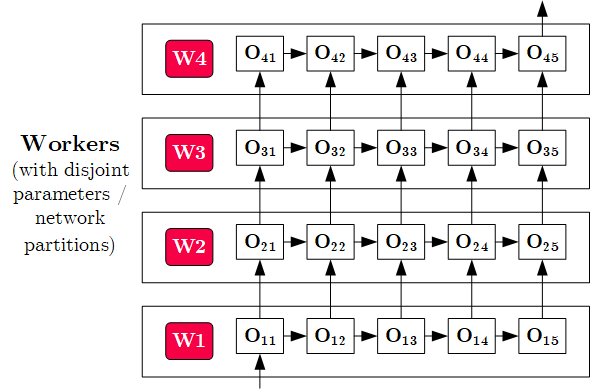 W4 O₄₁ O₄₂ O₄₃ O₄₄ O₄₅
Workers
(with disjoint
parameters /
network
partitions)
W3 O₃₁ O₃₂ O₃₃ O₃₄ O₃₅
W2 O₂₁ O₂₂ O₂₃ O₂₄ O₂₅
W1 O₁₁ O₁₂ O₁₃ O₁₄ O₁₅